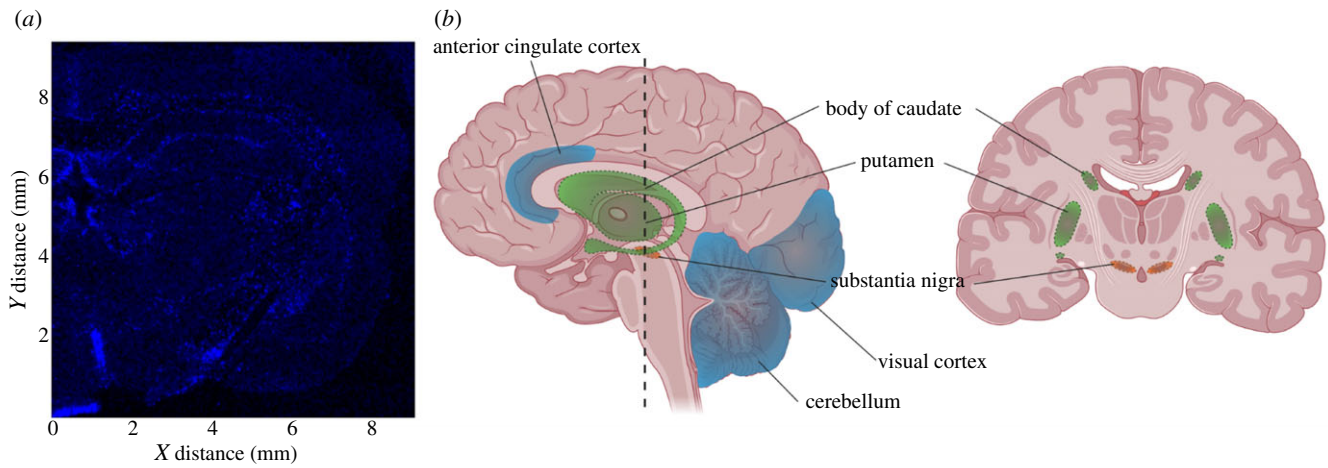 (a)
(b)
anterior cingulate cortex
body of caudate
putamen
substantia nigra
visual cortex
cerebellum
8
6
4
2
Y distance (mm)
0 2 4 6 8
X distance (mm)